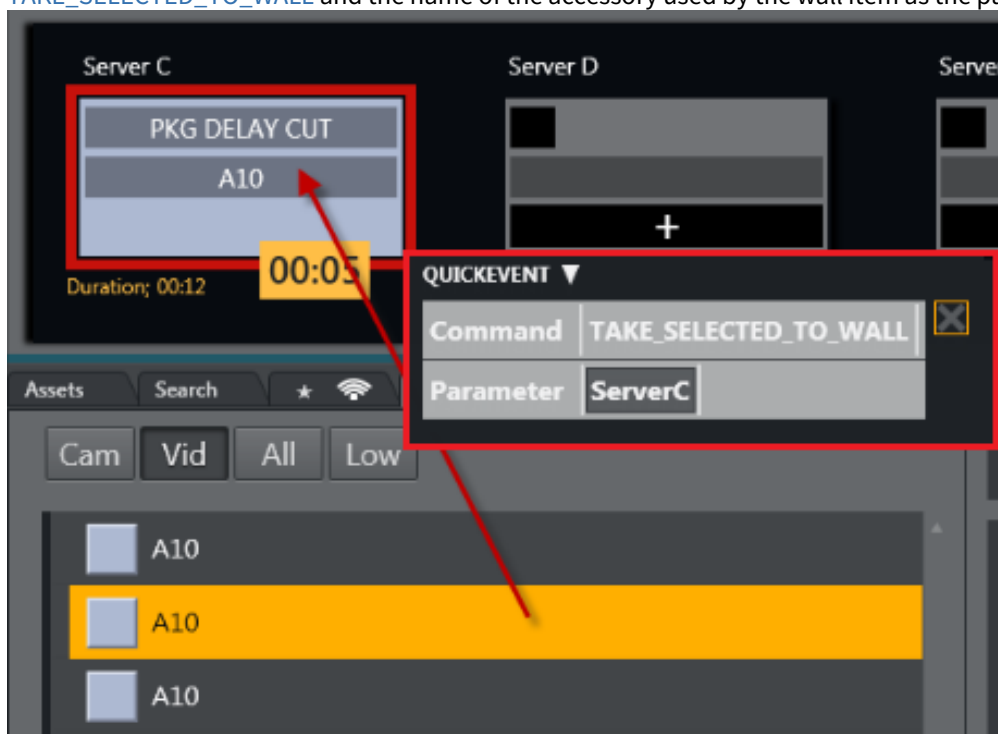 TAKE_SELECTED_TO_WALL and the name of the accessory used by the wall item as the
Server C
Server D
PKG DELAY CUT
A10
+
Duration; 00:12
00:05
QUICKEVENT ▼
Command TAKE_SELECTED_TO_WALL
Parameter ServerC
Assets Search
Cam Vid All Low
A10
A10
A10